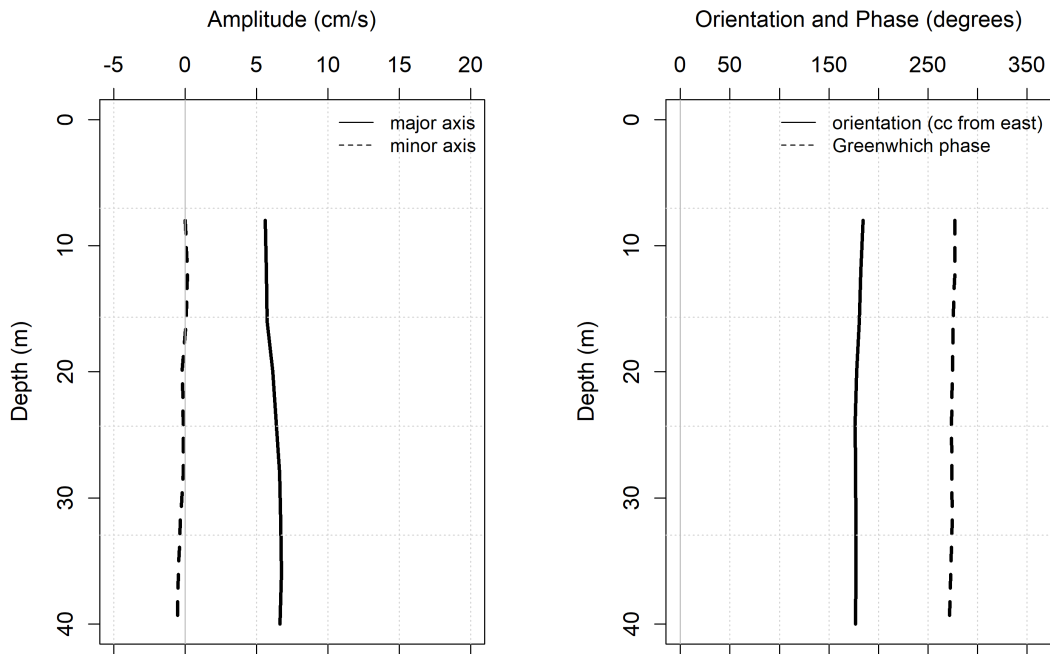 Amplitude (cm/s)
-5 0 5 10 15 20
major axis
minor axis
Depth (m)
0
10
20
30
40
Orientation and Phase (degrees)
0 50 150 250 350
orientation (cc from east)
Greenwhich phase
Depth (m)
0
10
20
30
40